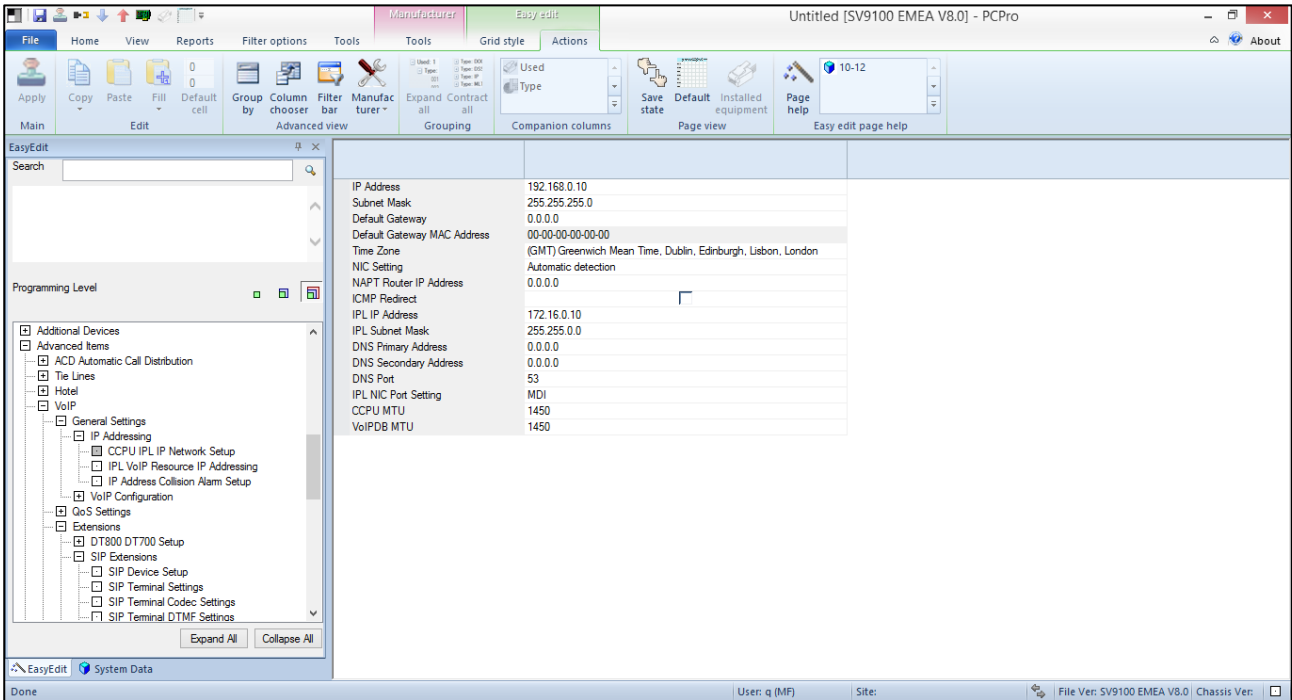 Manufacturer Easy edit Untitled [SV9100 EMEA V8.0] - PCPro
File Home View Reports Filter options Tools Tools Grid style Actions About
Apply Copy Paste Fill Default cell Group by Column chooser Filter bar Manufac turer Expand all Contract all Used Type Save state Default Installed equipment Page help 10-12
0
0
Main Edit Advanced view Grouping Companion columns Page view Easy edit page help
EasyEdit
Search
Programming Level
Additional Devices
Advanced Items
ACD Automatic Call Distribution
Tie Lines
Hotel
VoIP
General Settings
IP Addressing
CCPU IPL IP Network Setup
IPL VoIP Resource IP Addressing
IP Address Collision Alarm Setup
VoIP Configuration
QoS Settings
Extensions
DT800 DT700 Setup
SIP Extensions
SIP Device Setup
SIP Terminal Settings
SIP Terminal Codec Settings
SIP Terminal DTMF Settings
Expand All Collapse All
EasyEdit System Data
IP Address 192.168.0.10
Subnet Mask 255.255.255.0
Default Gateway 0.0.0.0
Default Gateway MAC Address 00-00-00-00-00-00
Time Zone (GMT) Greenwich Mean Time, Dublin, Edinburgh, Lisbon, London
NIC Setting Automatic detection
NAPT Router IP Address 0.0.0.0
ICMP Redirect
IPL IP Address 172.16.0.10
IPL Subnet Mask 255.255.0.0
DNS Primary Address 0.0.0.0
DNS Secondary Address 0.0.0.0
DNS Port 53
IPL NIC Port Setting MDI
CCPU MTU 1450
VoIPDB MTU 1450
Done User: q (MF) Site: File Ver: SV9100 EMEA V8.0 Chassis Ver: